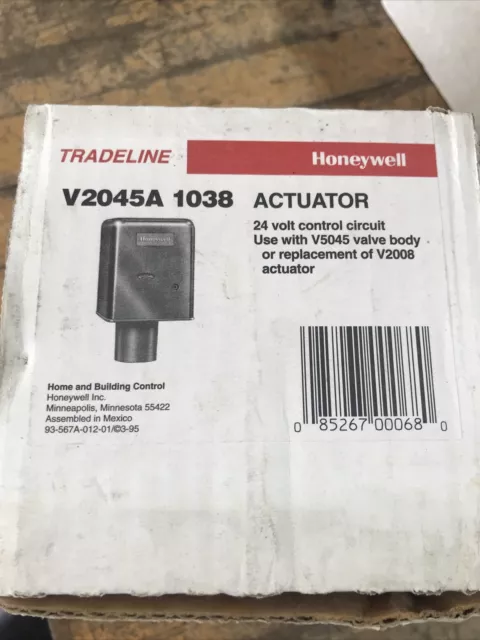 TRADELINE
Honeywell
V2045A 1038 ACTUATOR
24 volt control circuit
Use with V5045 valve body
or replacement of V2008
actuator
Honeywell
Home and Building Control
Honeywell Inc.
Minneapolis, Minnesota 55422
Assembled in Mexico
93-567A-012-01/©3-95
0 85267 00068 0